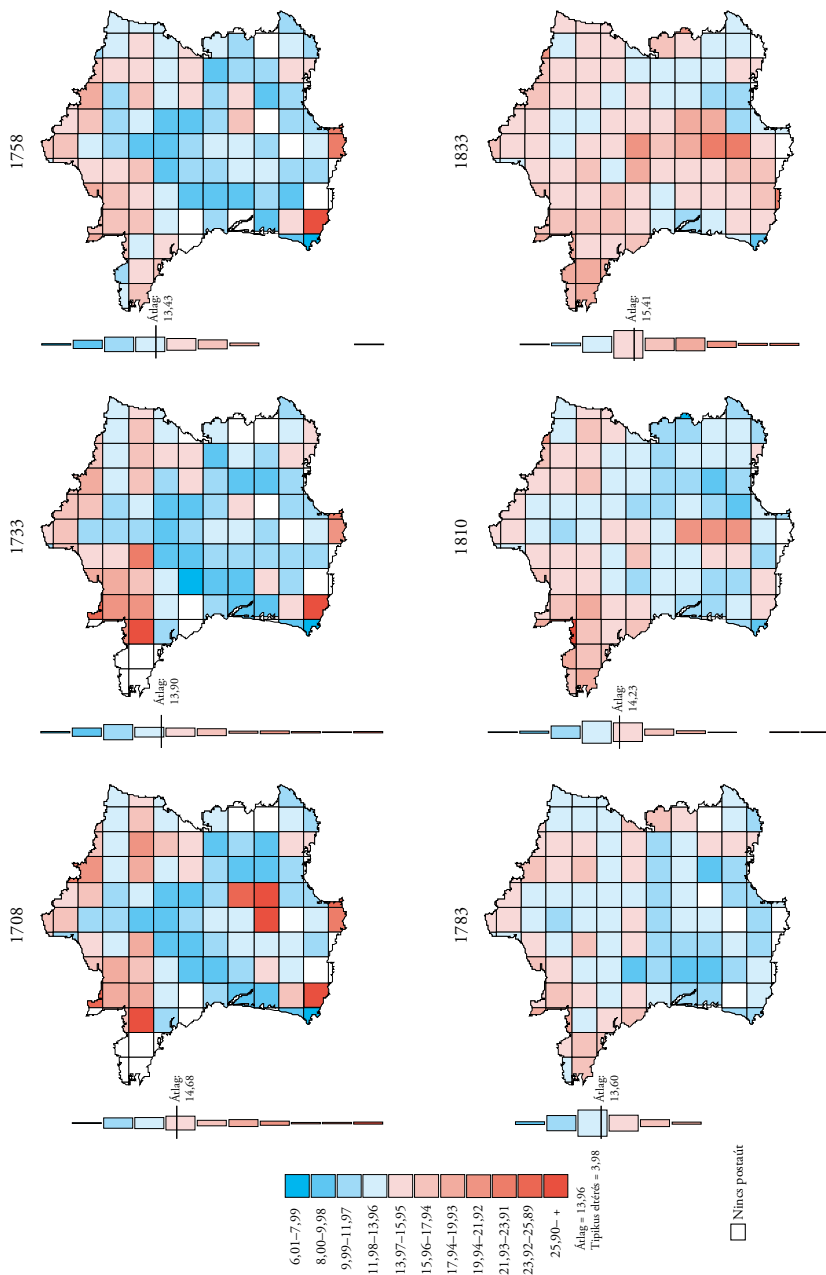 1708
Átlag:
14,68
1733
Átlag:
13,90
1758
Átlag:
13,43
1783
Átlag:
13,60
1810
Átlag:
14,23
1833
Átlag:
15,41
6,01–7,99
8,00–9,98
9,99–11,97
11,98–13,96
13,97–15,95
15,96–17,94
17,94–19,93
19,94–21,92
21,93–23,91
23,92–25,89
25,90– +
Átlag = 13,96
Tipikus eltérés = 3,98
Nincs postaút